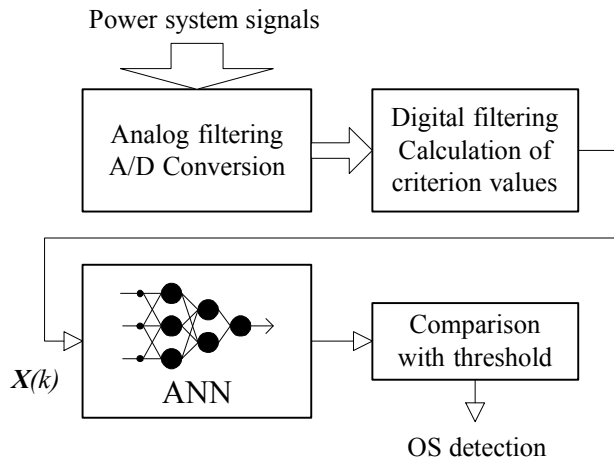 Power system signals
Analog filtering
A/D Conversion
Digital filtering
Calculation of
criterion values
X(k)
ANN
Comparison
with threshold
OS detection